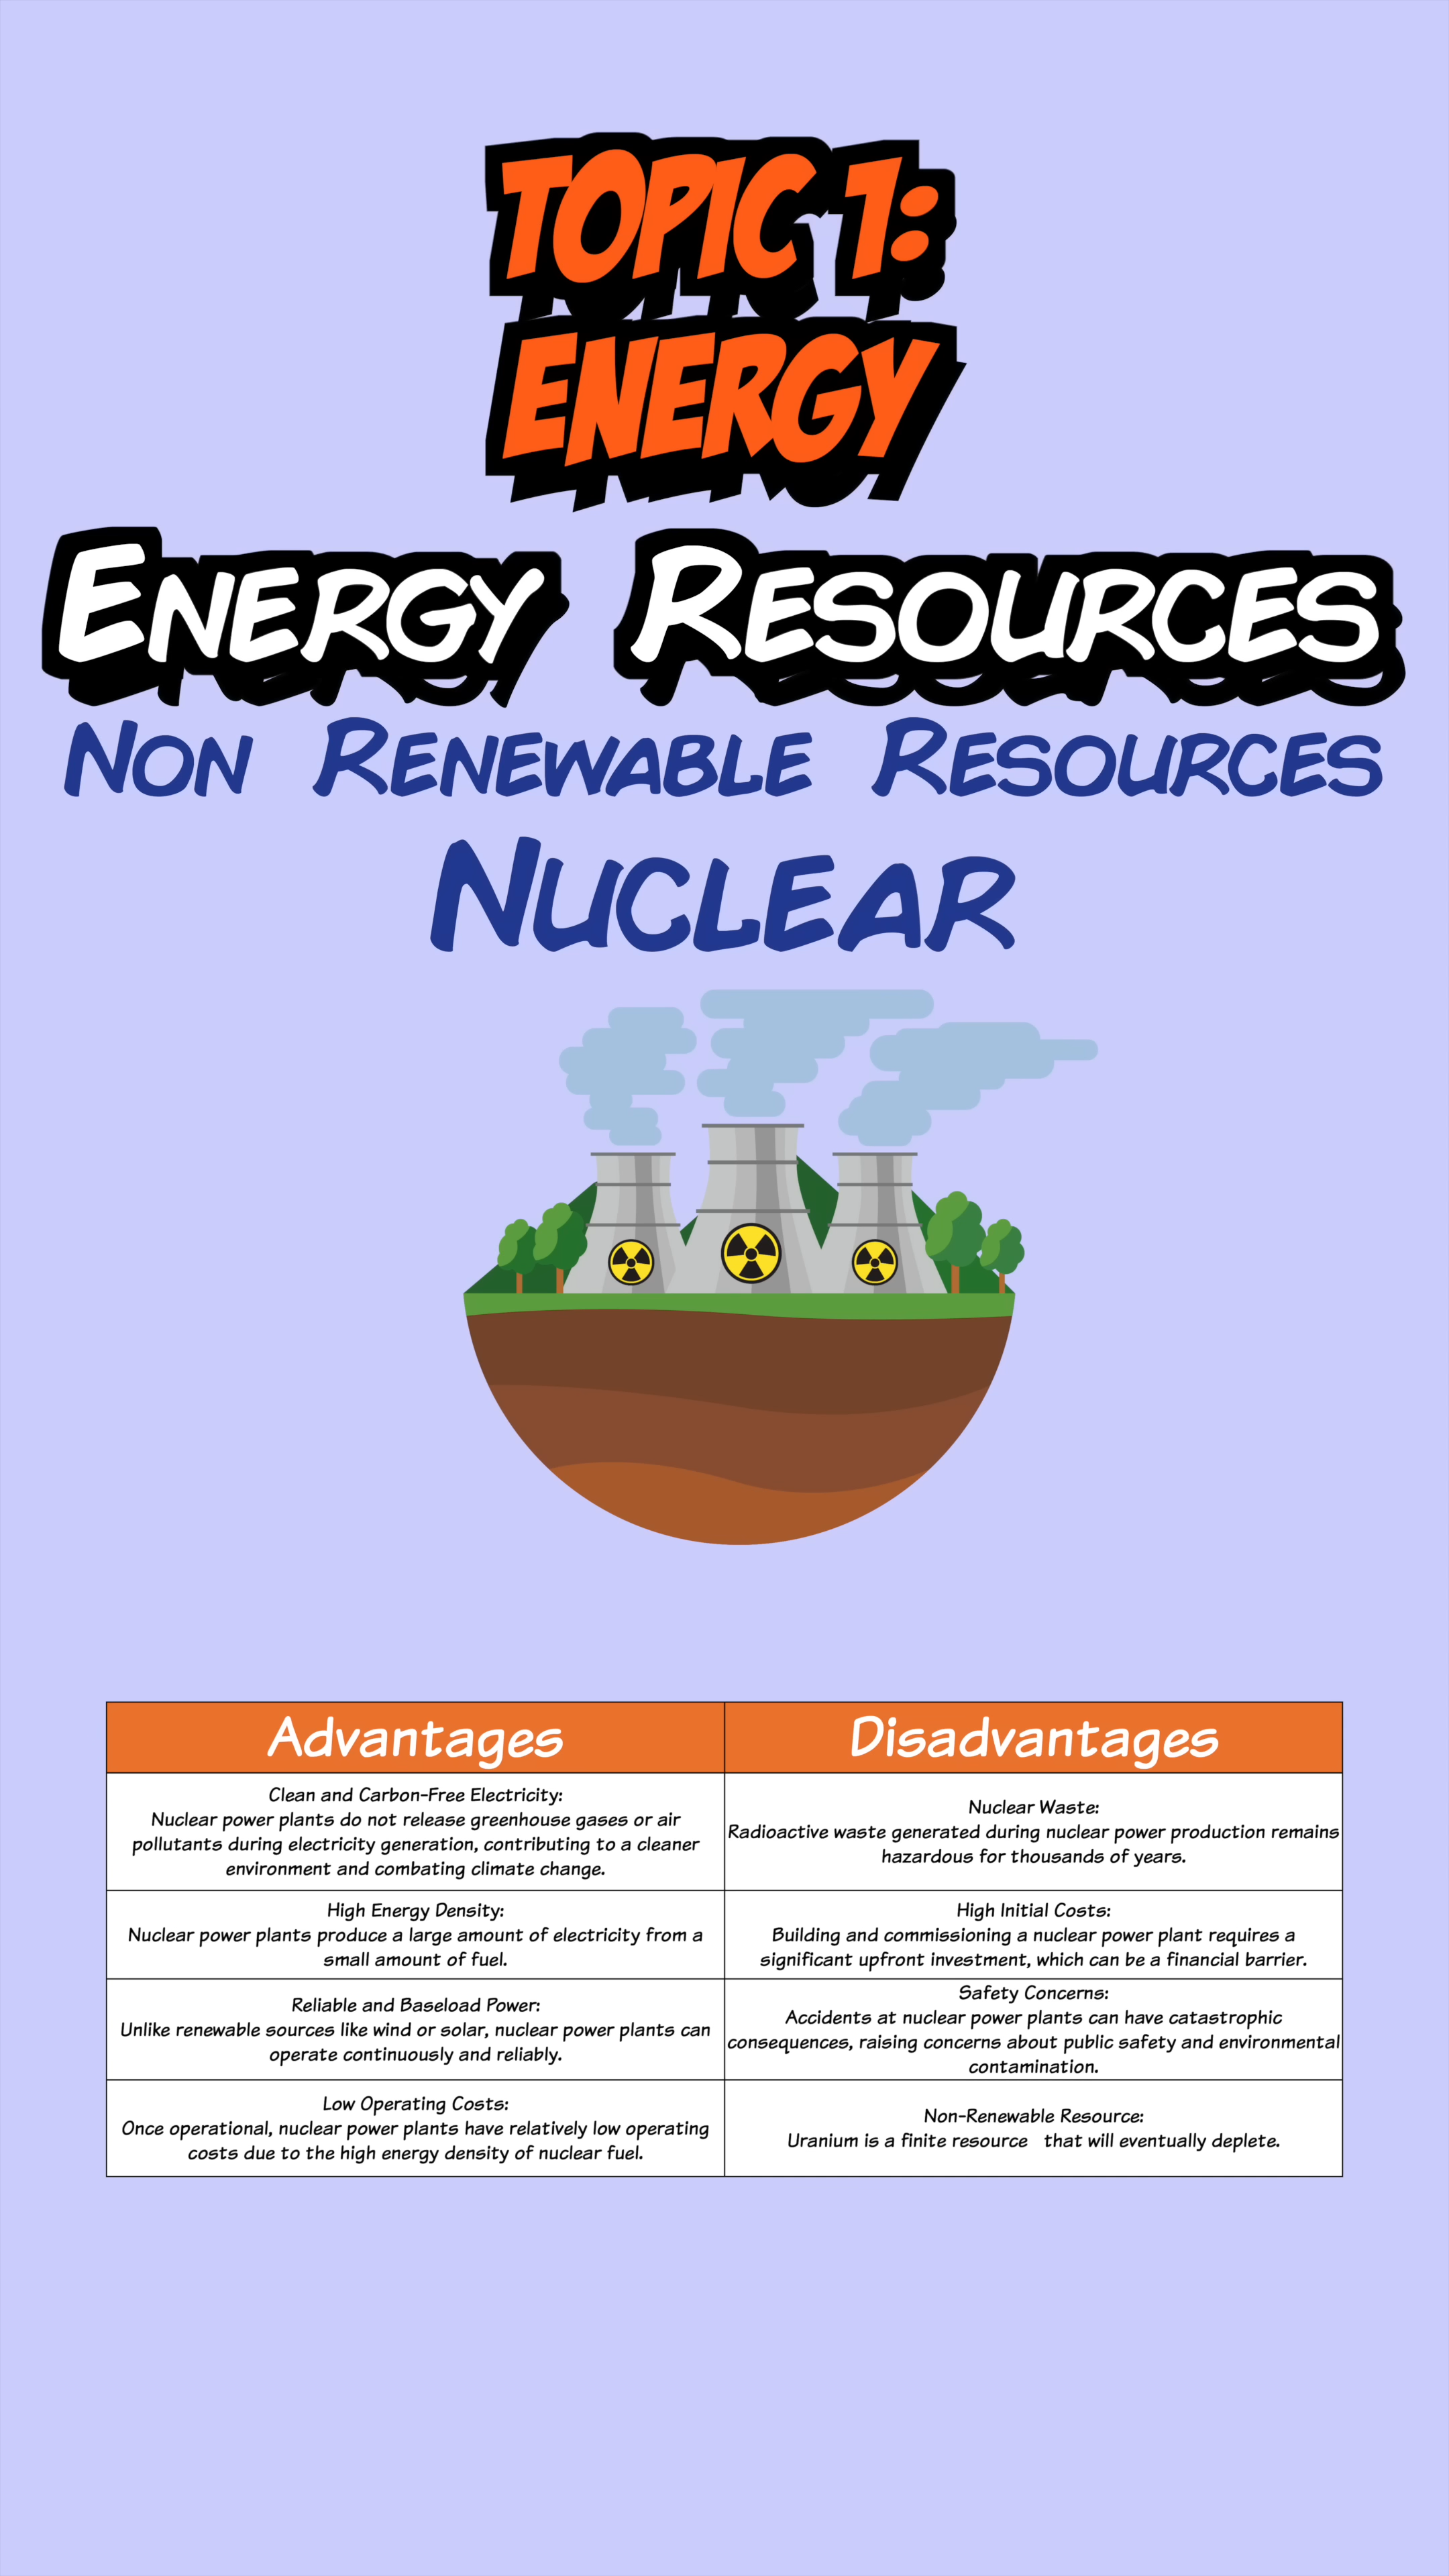 TOPIC 1:
ENERGY
ENERGY RESOURCES
NON RENEWABLE RESOURCES
NUCLEAR
Advantages
Disadvantages
Clean and Carbon-Free Electricity:
Nuclear power plants do not release greenhouse gases or air
pollutants during electricity generation, contributing to a cleaner
environment and combating climate change.
Nuclear Waste:
Radioactive waste generated during nuclear power production remains
hazardous for thousands of years.
High Energy Density:
Nuclear power plants produce a large amount of electricity from a
small amount of fuel.
High Initial Costs:
Building and commissioning a nuclear power plant requires a
significant upfront investment, which can be a financial barrier.
Reliable and Baseload Power:
Unlike renewable sources like wind or solar, nuclear power plants can
operate continuously and reliably.
Safety Concerns:
Accidents at nuclear power plants can have catastrophic
consequences, raising concerns about public safety and environmental
contamination.
Low Operating Costs:
Once operational, nuclear power plants have relatively low operating
costs due to the high energy density of nuclear fuel.
Non-Renewable Resource:
Uranium is a finite resource that will eventually deplete.